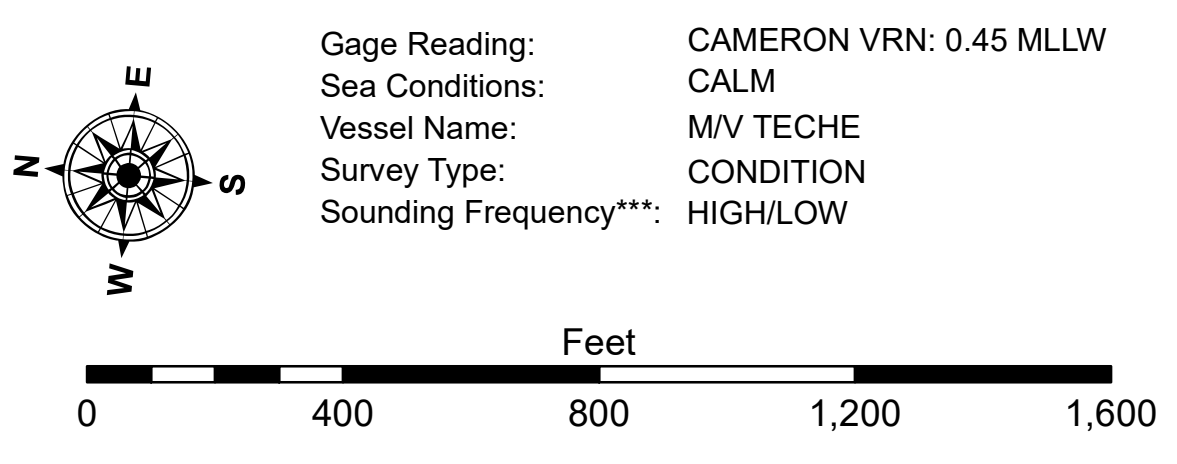 E
N
S
W
Gage Reading: CAMERON VRN: 0.45 MLLW
Sea Conditions: CALM
Vessel Name: M/V TECHE
Survey Type: CONDITION
Sounding Frequency***: HIGH/LOW
Feet
0 400 800 1,200 1,600